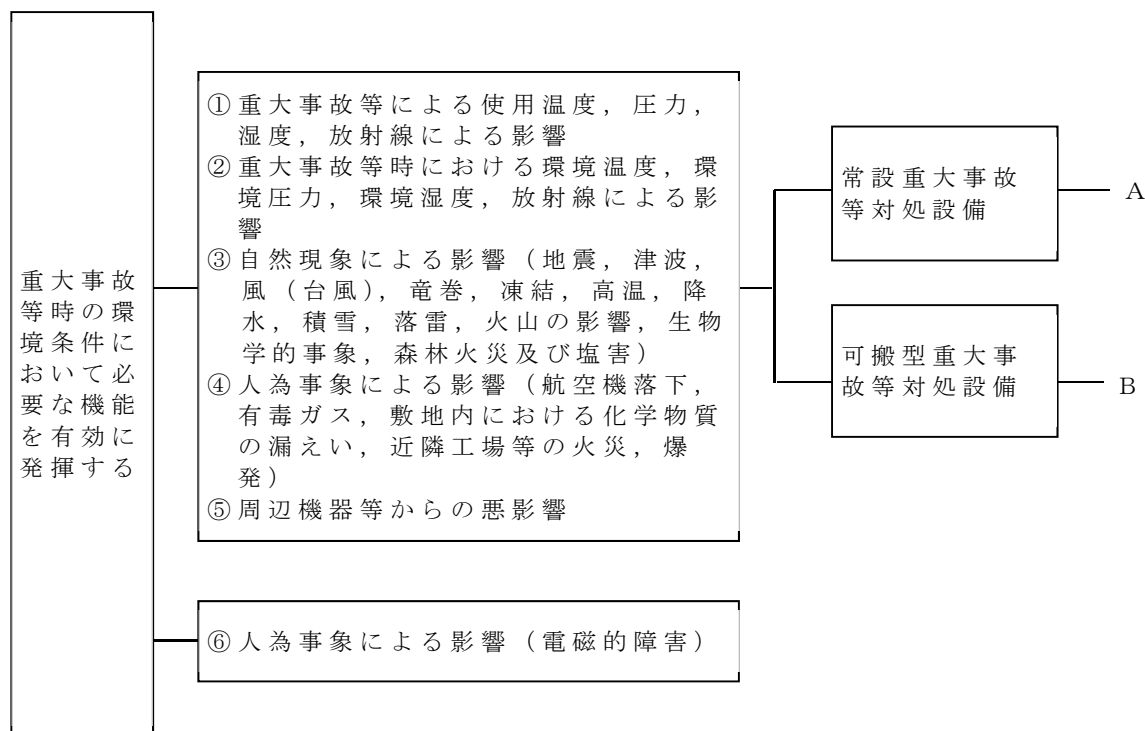 重大事故
等時の環
境条件に
おいて必
要な機能
を有効に
発揮する
①重大事故等による使用温度，圧力，
湿度，放射線による影響
②重大事故等時における環境温度，環
境圧力，環境湿度，放射線による影
響
③自然現象による影響（地震，津波，
風（台風），竜巻，凍結，高温，降
水，積雪，落雷，火山の影響，生物
学的事象，森林火災及び塩害）
④人為事象による影響（航空機落下，
有毒ガス，敷地内における化学物質
の漏えい，近隣工場等の火災，爆
発）
⑤周辺機器等からの悪影響
常設重大事故
等対処設備
A
可搬型重大事
故等対処設備
B
⑥人為事象による影響（電磁的障害）